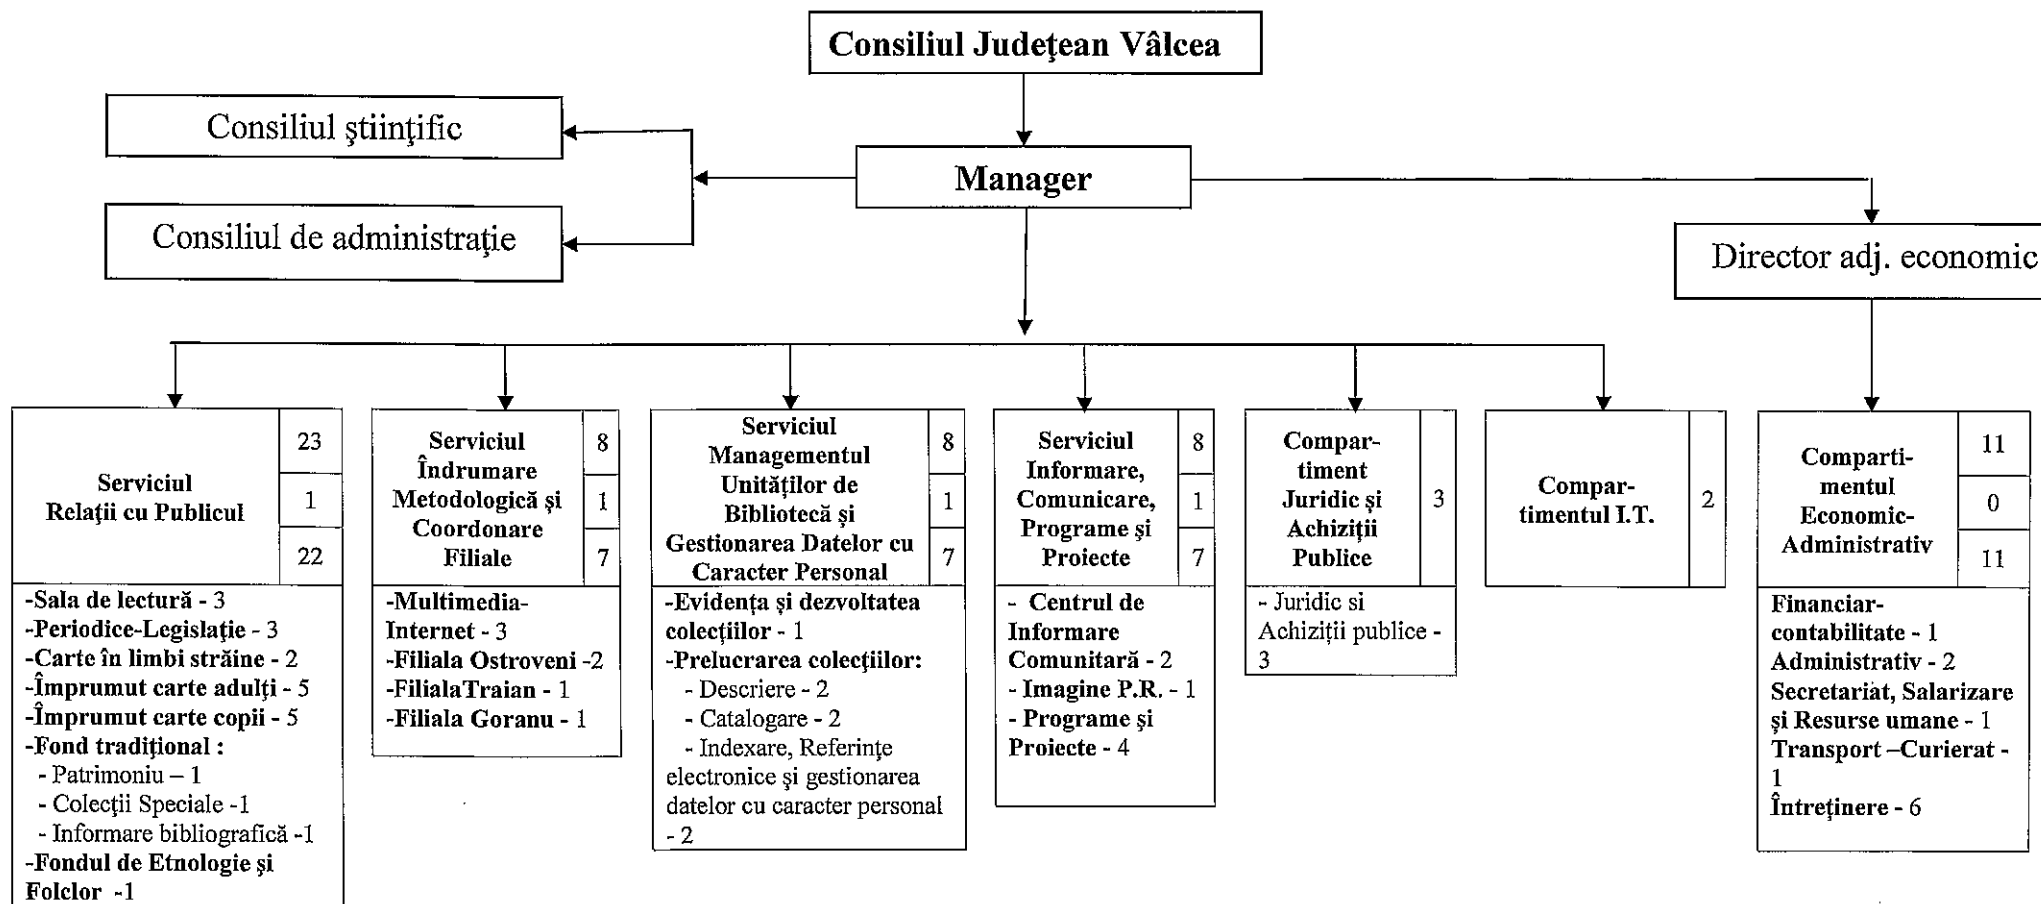 Consiliul Judeţean Vâlcea
Consiliul ştiinţific
Manager
Consiliul de administraţie
Director adj. economic
Serviciul
Relaţii cu Publicul
23
1
22
-Sala de lectură - 3
-Periodice-Legislaţie - 3
-Carte în limbi străine - 2
-Împrumut carte adulţi - 5
-Împrumut carte copii - 5
-Fond tradiţional :
- Patrimoniu – 1
- Colecţii Speciale -1
- Informare bibliografică -1
-Fondul de Etnologie şi
Folclor -1
Serviciul
Îndrumare
Metodologică și
Coordonare
Filiale
8
1
7
-Multimedia-
Internet - 3
-Filiala Ostroveni -2
-FilialaTraian - 1
-Filiala Goranu - 1
Serviciul
Managementul
Unităților de
Bibliotecă și
Gestionarea Datelor cu
Caracter Personal
8
1
7
-Evidența și dezvoltatea
colecţiilor - 1
-Prelucrarea colecţiilor:
- Descriere - 2
- Catalogare - 2
- Indexare, Referinţe
electronice şi gestionarea
datelor cu caracter personal
- 2
Serviciul
Informare,
Comunicare,
Programe şi
Proiecte
8
1
7
- Centrul de
Informare
Comunitară - 2
- Imagine P.R. - 1
- Programe şi
Proiecte - 4
Compar-
timent
Juridic și
Achiziții
Publice
3
- Juridic si
Achiziţii publice -
3
Compar-
timentul I.T.
2
Comparti-
mentul
Economic-
Administrativ
11
0
11
Financiar-
contabilitate - 1
Administrativ - 2
Secretariat, Salarizare
şi Resurse umane - 1
Transport –Curierat -
1
Întreţinere - 6